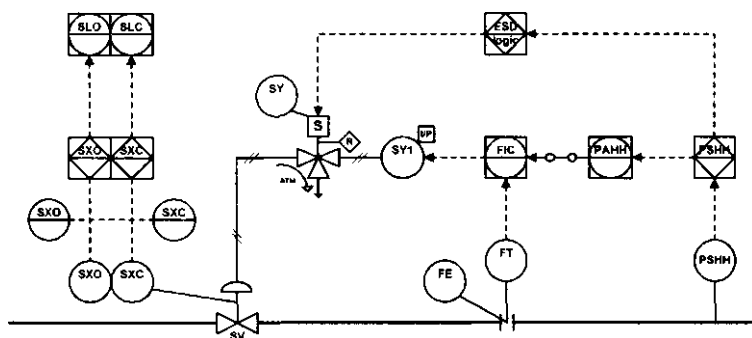 SLO SLC
ESD
logic
SY
S
R
I/P
SXO SXC
SY1
FIC
PAHH
PSHH
ATM
SXO SXC
SXO SXC
FE
FT
PSHH
SV